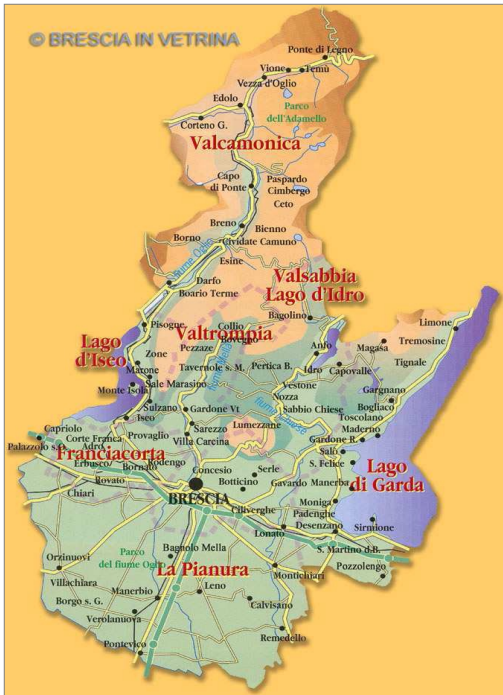 © BRESCIA IN VETRINA
Ponte di Legno
Vione
Temù
Vezza d'Oglio
Edolo
Parco
dell'Adamello
Corteno G.
Valcamonica
Capo
di Ponte
Paspardo
Cimbergo
Ceto
Breno
Bienno
Borno
Cividate Camuno
Esine
fiume Oglio
Darfo
Boario Terme
Valsabbia
Lago d'Idro
Bagolino
Limone
Pisogne
Collio
Valtrompia
Bovegno
Tremosine
Lago
d'Iseo
Zone
Pezzaze
Anfo
Magasa
Tignale
Marone
Tavernole s. M.
Pertica B.
Idro
Capovalle
Monte Isola
Sale Marasino
Vestone
Gargnano
Nozza
Bogliaco
Sulzano
Gardone Vt
Sabbio Chiese
Toscolano
Iseo
Capriolo
Sarezzo
Lumezzane
Maderno
Corte Franca
Provaglio
Villa Carcina
Gardone R.
Palazzolo s.O.
Adro
Franciacorta
Salò
Erbusco
Bornato
Rodengo
Concesio
Serle
S. Felice
Lago
di Garda
Rovato
Botticino
Gavardo
Manerba
Chiari
BRESCIA
Moniga
Ciliverghe
Padenghe
Lonato
Desenzano
Sirmione
Orzinuovi
Parco
del fiume Oglio
Bagnolo Mella
S. Martino d.B.
La Pianura
Pozzolengo
Villachiara
Montichiari
Manerbio
Leno
Borgo s. G.
Calvisano
Verolanuova
Remedello
Pontevico